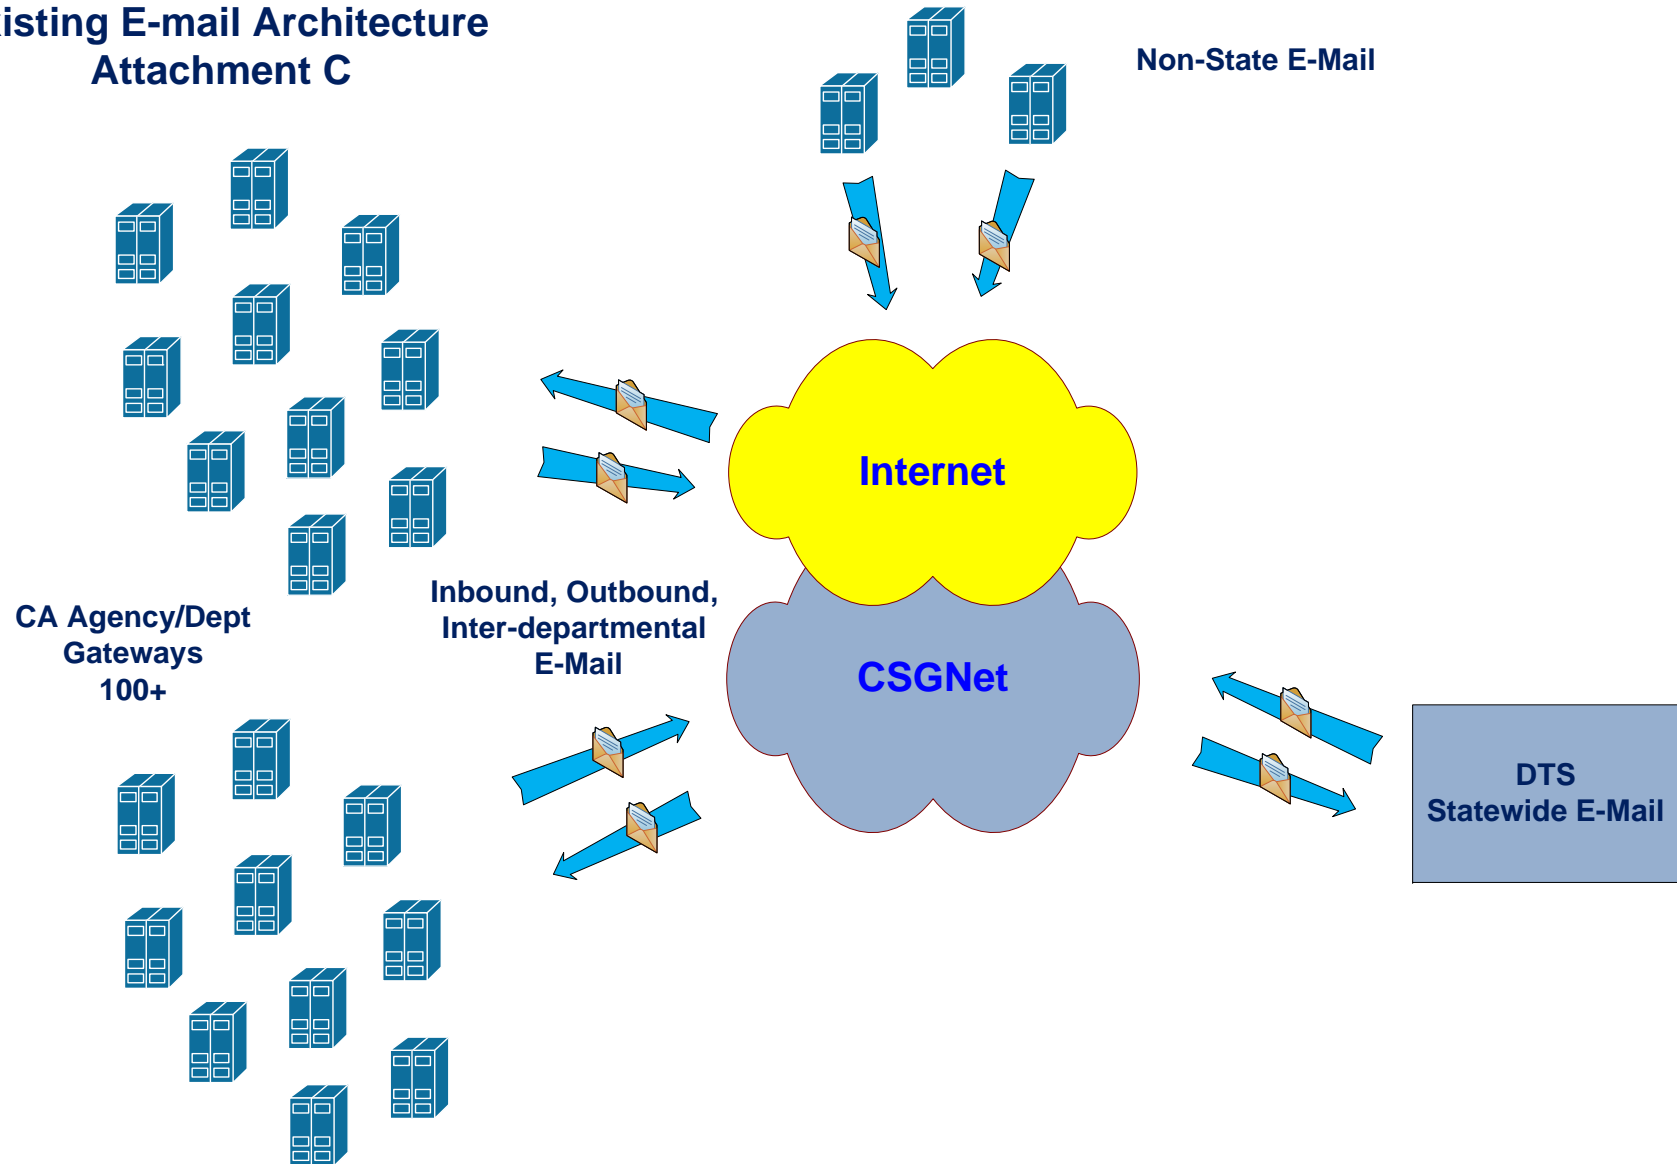 xisting E-mail Architecture
Attachment C
Non-State E-Mail
Internet
Inbound, Outbound,
Inter-departmental
E-Mail
CA Agency/Dept
Gateways
100+
CSGNet
DTS
Statewide E-Mail